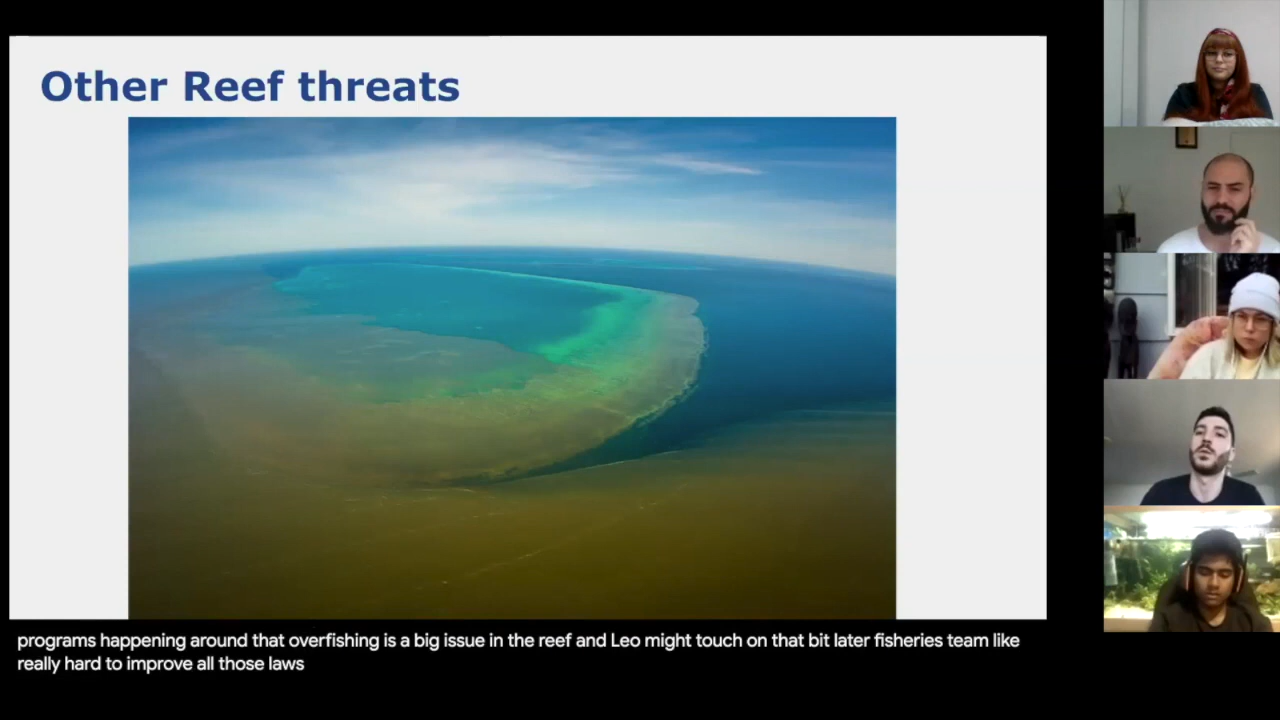 Other Reef threats
programs happening around that overfishing is a big issue in the reef and Leo might touch on that bit later fisheries team like
really hard to improve all those laws